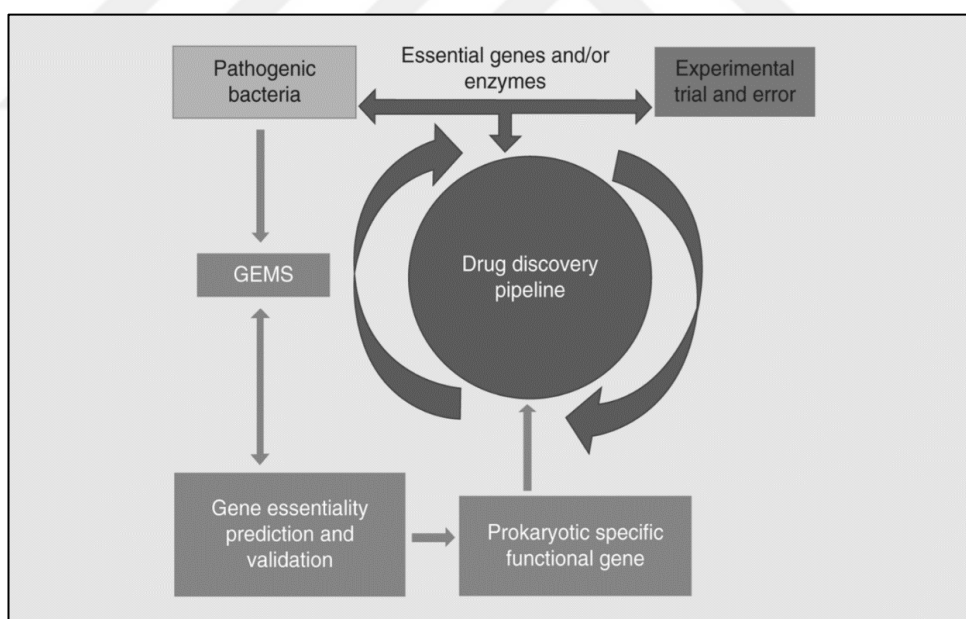 Pathogenic
bacteria
Essential genes and/or
enzymes
Experimental
trial and error
GEMS
Drug discovery
pipeline
Gene essentiality
prediction and
validation
Prokaryotic specific
functional gene